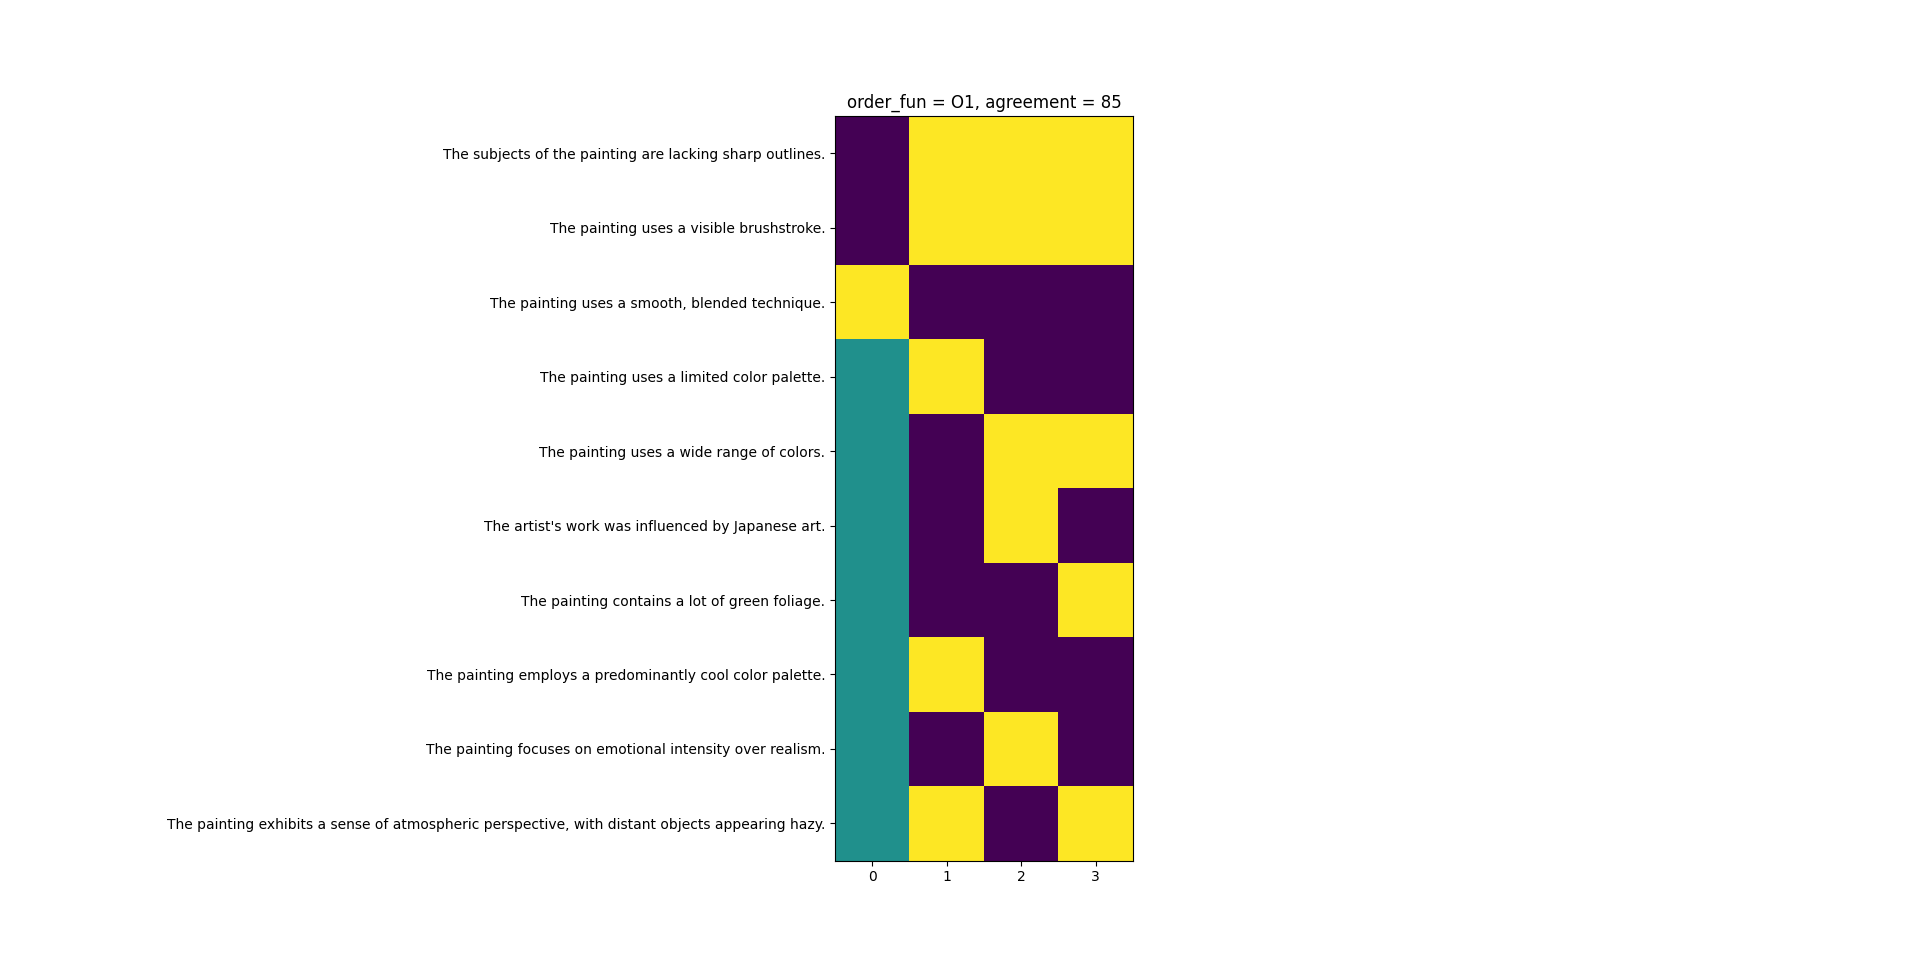 order_fun = O1, agreement = 85
The subjects of the painting are lacking sharp outlines.
The painting uses a visible brushstroke.
The painting uses a smooth, blended technique.
The painting uses a limited color palette.
The painting uses a wide range of colors.
The artist's work was influenced by Japanese art.
The painting contains a lot of green foliage.
The painting employs a predominantly cool color palette.
The painting focuses on emotional intensity over realism.
The painting exhibits a sense of atmospheric perspective, with distant objects appearing hazy.
0 1 2 3